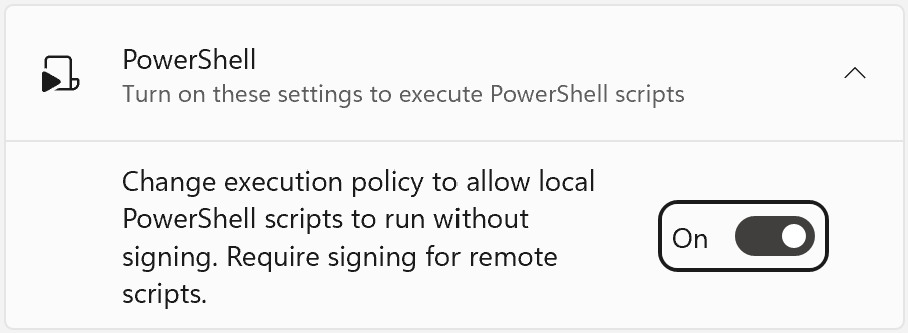 PowerShell
Turn on these settings to execute PowerShell scripts
Change execution policy to allow local
PowerShell scripts to run without
signing. Require signing for remote
scripts.
On